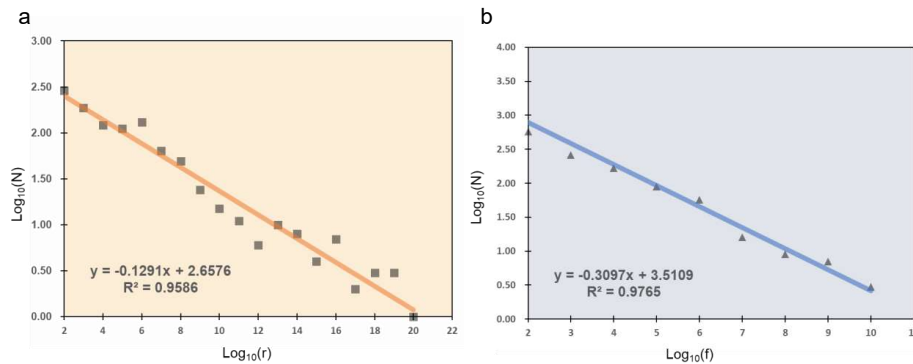 a
3.00
2.50
2.00
1.50
1.00
0.50
0.00
Log10(N)
y = -0.1291x + 2.6576
R² = 0.9586
2 4 6 8 10 12 14 16 18 20 22
Log10(r)
b
4.00
3.50
3.00
2.50
2.00
1.50
1.00
0.50
0.00
Log10(N)
y = -0.3097x + 3.5109
R² = 0.9765
2 3 4 5 6 7 8 9 10
Log10(f)